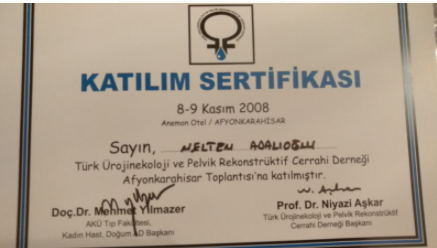 KATILIM SERTİFİKASI
8-9 Kasım 2008
Anemon Otel / AFYONKARAHİSAR
Sayın, MELTEM ADALIOĞLU
Türk Ürojinekoloji ve Pelvik Rekonstrüktif Cerrahi Derneği
Afyonkarahisar Toplantısı'na katılmıştır.
Doç.Dr. Mehmet Yılmazer
AKÜ Tıp Fakültesi,
Kadın Hast. Doğum AD Başkanı
Prof. Dr. Niyazi Aşkar
Türk Ürojinekoloji ve Pelvik Rekonstrüktif
Cerrahi Derneği Başkanı